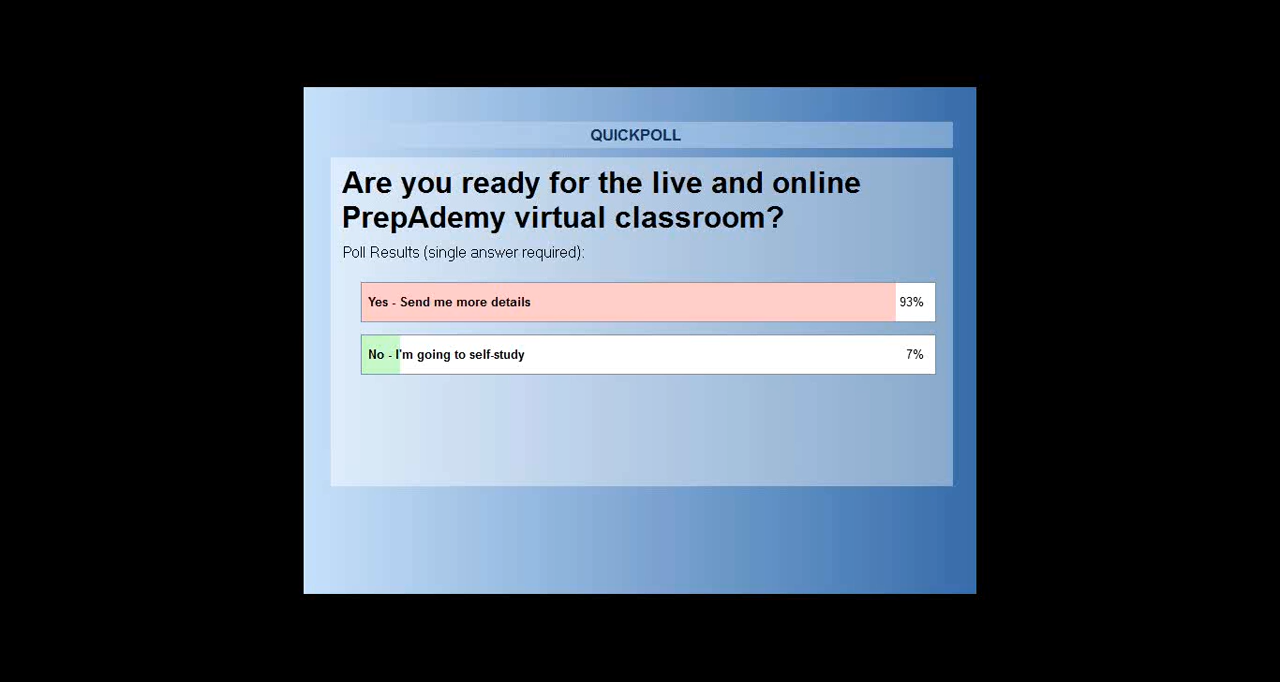 QUICKPOLL
Are you ready for the live and online
PrepAdemy virtual classroom?
Poll Results (single answer required):
Yes - Send me more details 93%
No - I'm going to self-study 7%